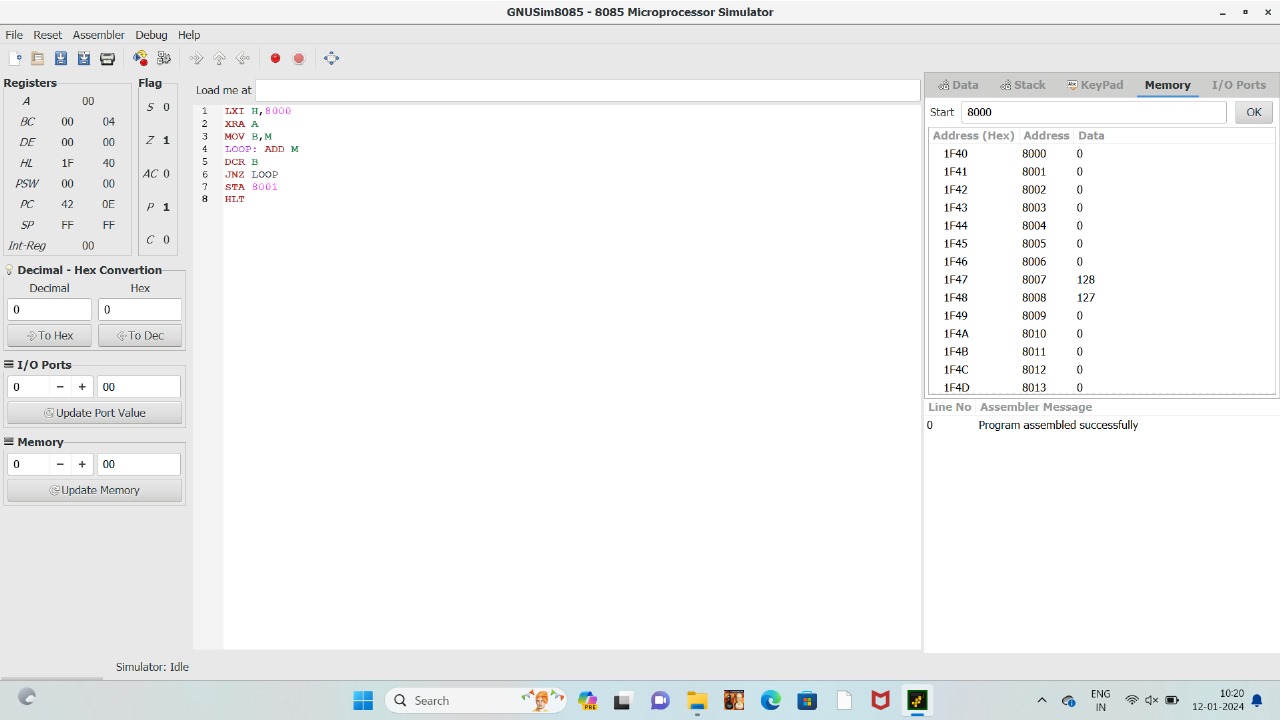 GNUSim8085 - 8085 Microprocessor Simulator
File Reset Assembler Debug Help
Registers
A 00
BC 00 04
DE 00 00
HL 1F 40
PSW 00 00
PC 42 0E
SP FF FF
Int-Reg 00
Flag
S 0
Z 1
AC 0
P 1
C 0
Decimal - Hex Convertion
Decimal Hex
0 0
To Hex To Dec
I/O Ports
0 − + 00
Update Port Value
Memory
0 − + 00
Update Memory
Load me at
1 LXI H,8000
2 XRA A
3 MOV B,M
4 LOOP: ADD M
5 DCR B
6 JNZ LOOP
7 STA 8001
8 HLT
Data Stack KeyPad Memory I/O Ports
Start 8000 OK
Address (Hex) Address Data
1F40 8000 0
1F41 8001 0
1F42 8002 0
1F43 8003 0
1F44 8004 0
1F45 8005 0
1F46 8006 0
1F47 8007 128
1F48 8008 127
1F49 8009 0
1F4A 8010 0
1F4B 8011 0
1F4C 8012 0
1F4D 8013 0
Line No Assembler Message
0 Program assembled successfully
Simulator: Idle
Search
PRE
ENG
IN
10:20
12-01-2024